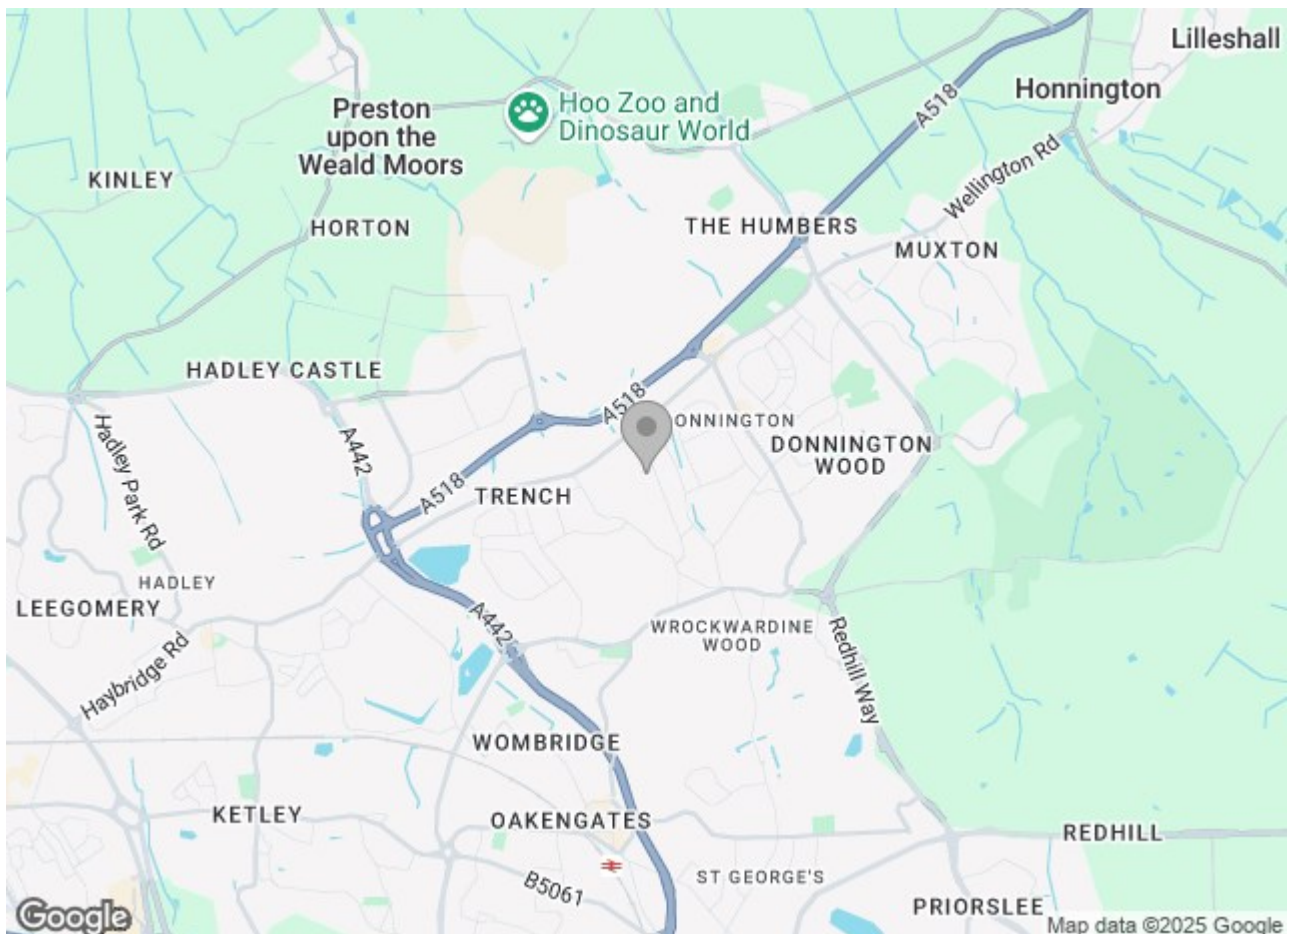 Lilleshall
Honnington
A518
Preston
upon the
Weald Moors
Hoo Zoo and
Dinosaur World
Wellington Rd
KINLEY
HORTON
THE HUMBERS
MUXTON
HADLEY CASTLE
A518
ONNINGTON
DONNINGTON
WOOD
Hadley Park Rd
A442
A518
TRENCH
HADLEY
LEEGOMERY
A442
WROCKWARDINE
WOOD
Haybridge Rd
Redhill Way
WOMBRIDGE
KETLEY
OAKENGATES
REDHILL
B5061
ST GEORGE'S
PRIORSLEE
Google
Map data ©2025 Google